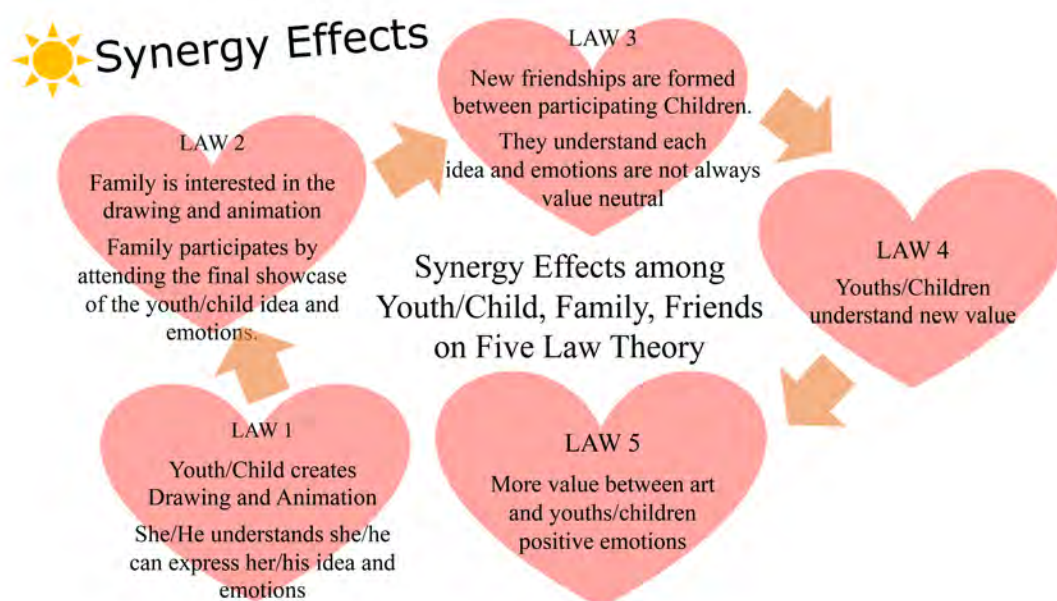 Synergy Effects
LAW 1
Youth/Child creates
Drawing and Animation
She/He understands she/he
can express her/his idea and
emotions
LAW 2
Family is interested in the
drawing and animation
Family participates by
attending the final showcase
of the youth/child idea and
emotions.
LAW 3
New friendships are formed
between participating Children.
They understand each
idea and emotions are not always
value neutral
LAW 4
Youths/Children
understand new value
LAW 5
More value between art
and youths/children
positive emotions
Synergy Effects among
Youth/Child, Family, Friends
on Five Law Theory